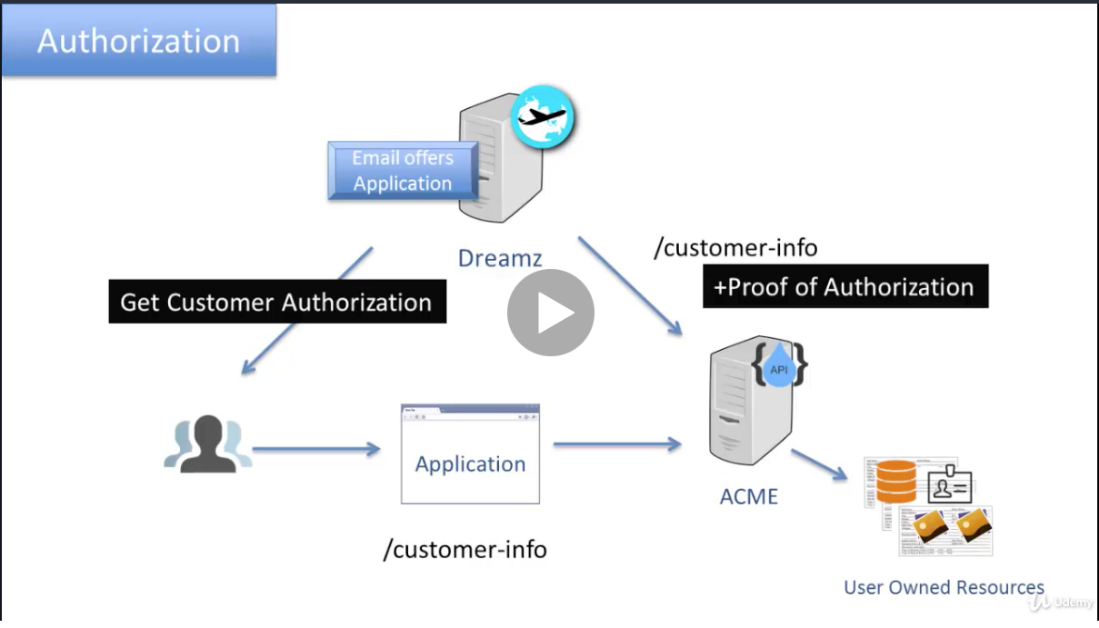 Authorization
Email offers
Application
Dreamz
/customer-info
+Proof of Authorization
Get Customer Authorization
API
Application
ACME
/customer-info
User Owned Resources
Udemy